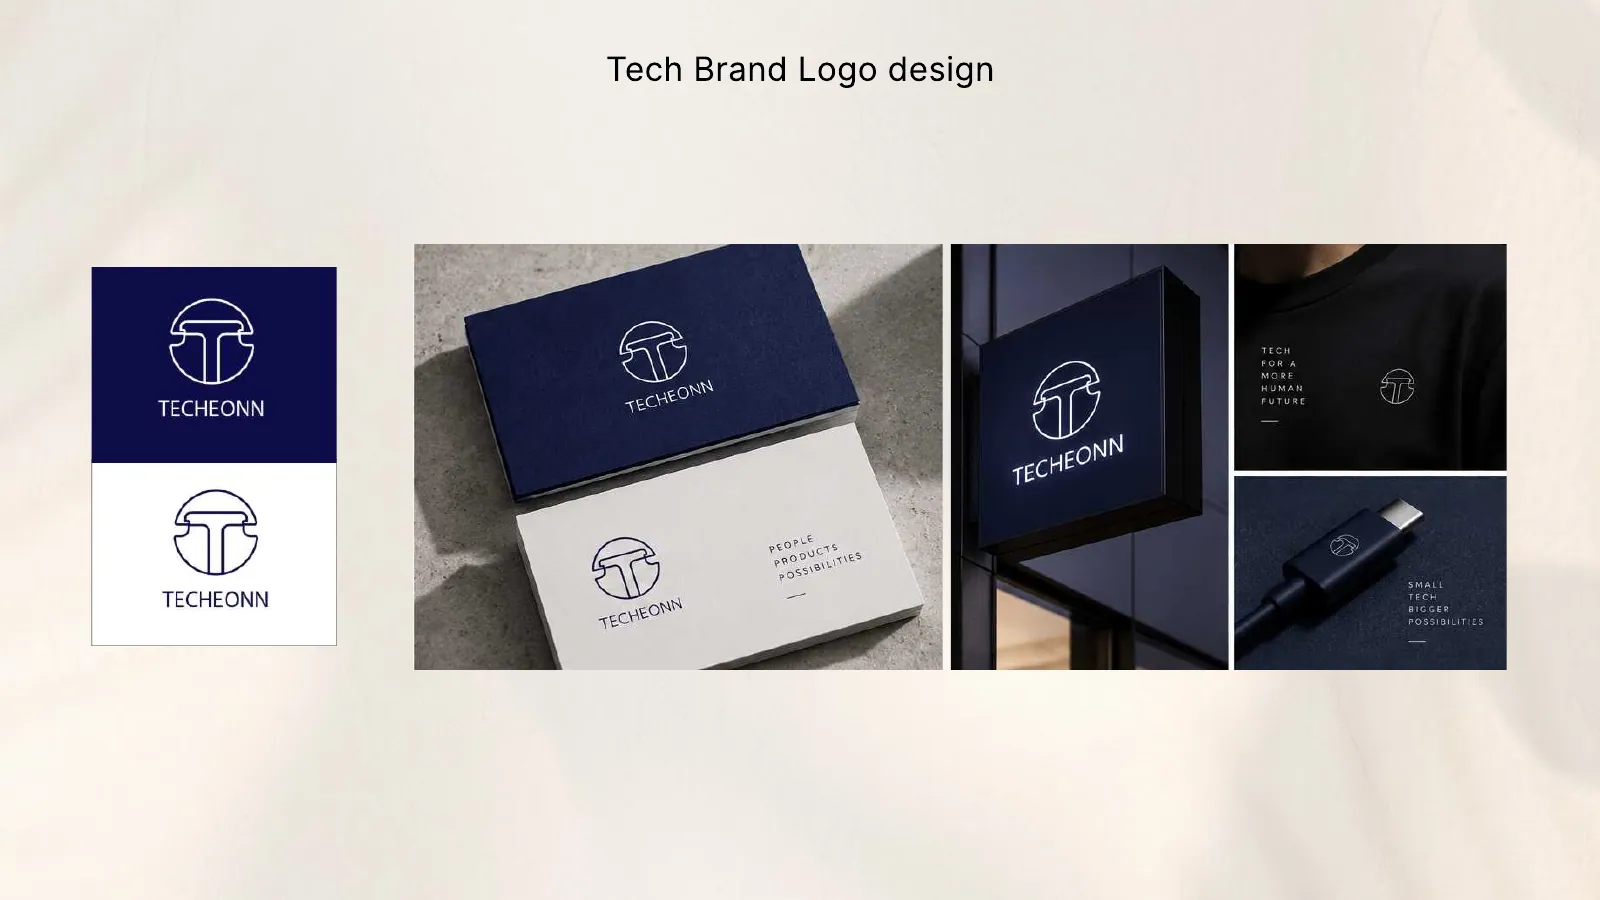 Tech Brand Logo design
TECHEONN
TECHEONN
TECHEONN
TECHEONN
PEOPLE
PRODUCTS
POSSIBILITIES
TECHEONN
TECH
FOR A
MORE
HUMAN
FUTURE
SMALL
TECH
BIGGER
POSSIBILITIES